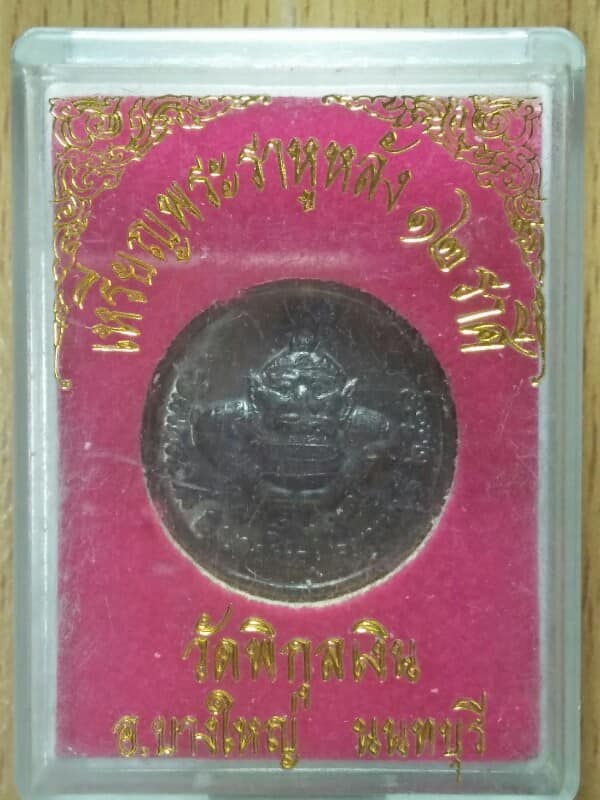 เหรียญพระราหูหลัง ๑๒ ราศี
วัดพิกุลเงิน
อ.บางใหญ่ นนทบุรี